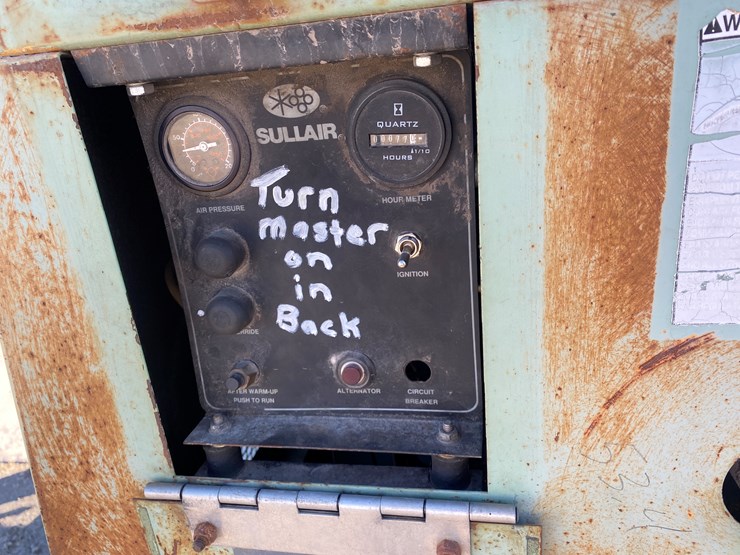 SULLAIR
QUARTZ
1/10
HOURS
AIR PRESSURE
HOUR METER
Turn
master
on
in
Back
IGNITION
AFTER WARM-UP
PUSH TO RUN
ALTERNATOR
CIRCUIT
BREAKER